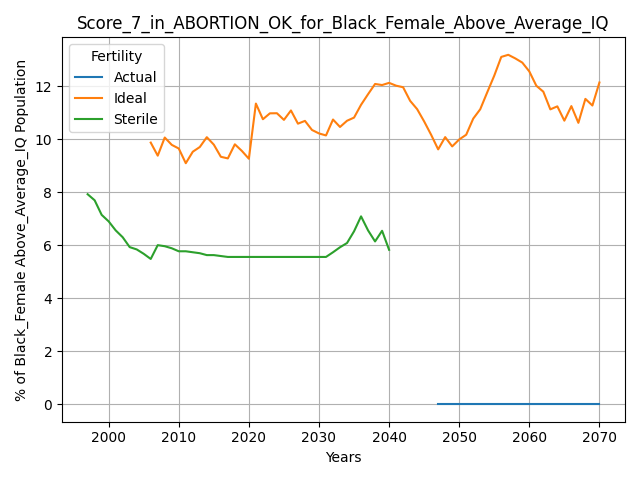 Score_7_in_ABORTION_OK_for_Black_Female_Above_Average_IQ
% of Black_Female Above_Average_IQ Population
Fertility
Actual
Ideal
Sterile
12
10
8
6
4
2
0
2000 2010 2020 2030 2040 2050 2060 2070
Years